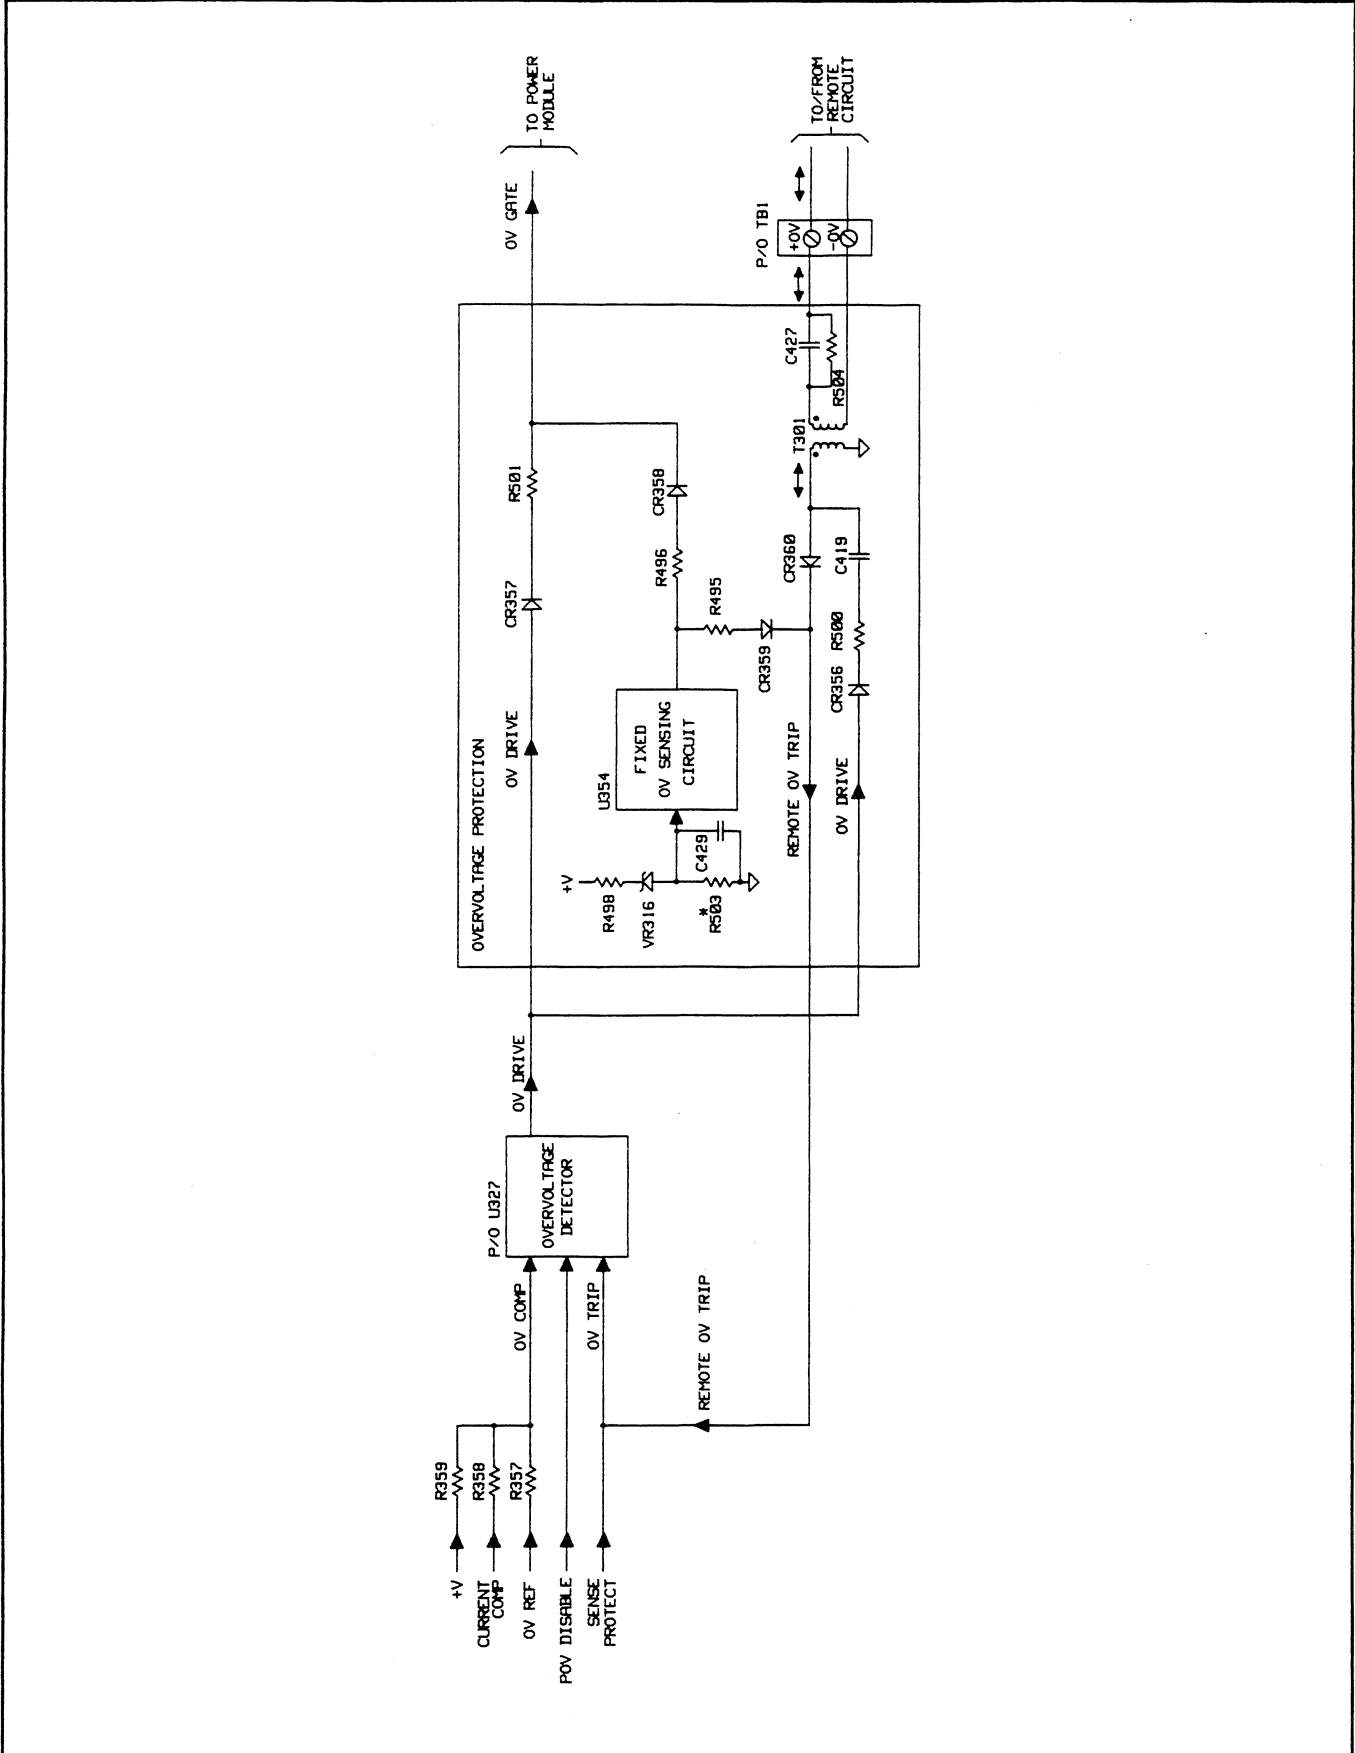 +V
CURRENT
COMP
OV REF
POV DISABLE
SENSE
PROTECT
R359
R358
R357
OV COMP
OV TRIP
REMOTE OV TRIP
P/O U327
OVERVOLTAGE
DETECTOR
OV DRIVE
OVERVOLTAGE PROTECTION
OV DRIVE
CR357
R501
OV GATE
TO POWER
MODULE
+V
R498
VR316
*
R503
C429
U354
FIXED
OV SENSING
CIRCUIT
R496
CR358
R495
CR359
REMOTE OV TRIP
CR360
T301
C427
R504
OV DRIVE
CR356
R500
C419
P/O TB1
+OV
-OV
TO/FROM
REMOTE
CIRCUIT